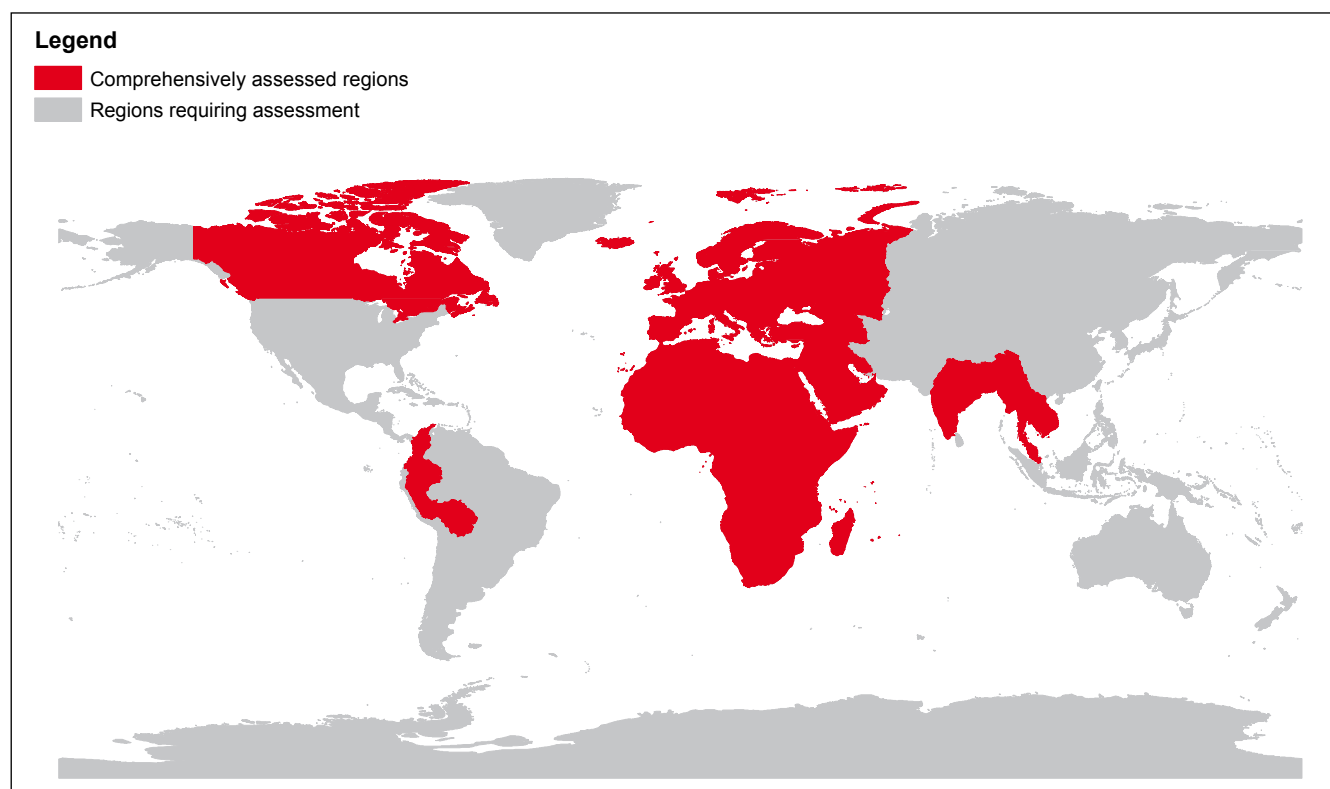 Legend
Comprehensively assessed regions
Regions requiring assessment